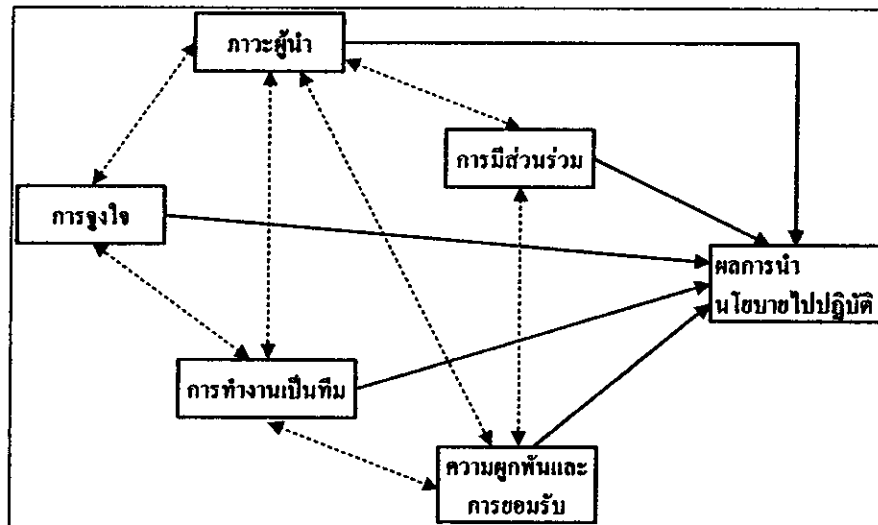 ภาวะผู้นำ
การมีส่วนร่วม
การจูงใจ
ผลการนำ
นโยบายไปปฏิบัติ
การทำงานเป็นทีม
ความผูกพันและ
การยอมรับ